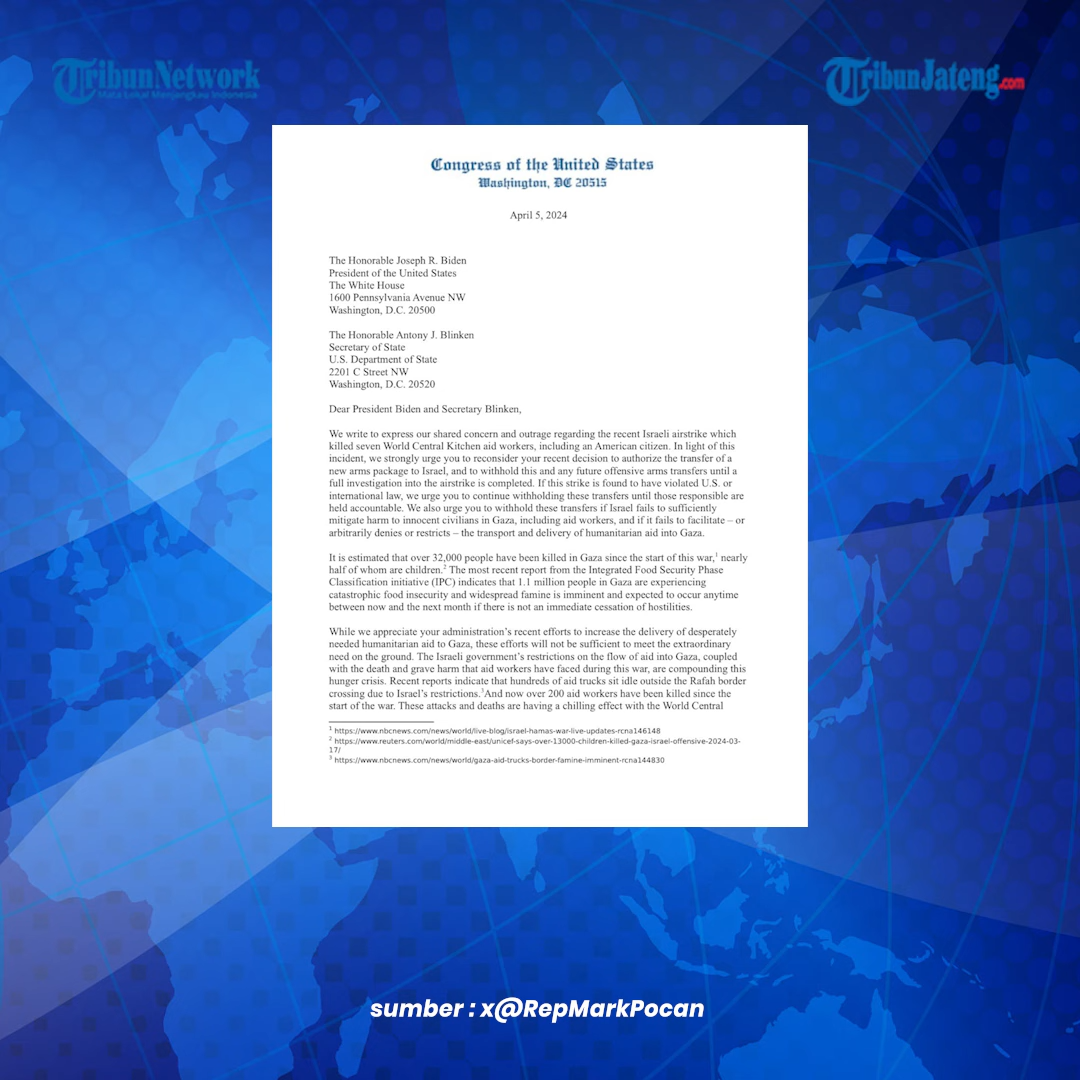 TribunNetwork
Mata Lokal Menjangkau Indonesia
TribunJateng.com
Congress of the United States
Washington, DC 20515
April 5, 2024
The Honorable Joseph R. Biden
President of the United States
The White House
1600 Pennsylvania Avenue NW
Washington, D.C. 20500
The Honorable Antony J. Blinken
Secretary of State
U.S. Department of State
2201 C Street NW
Washington, D.C. 20520
Dear President Biden and Secretary Blinken,
We write to express our shared concern and outrage regarding the recent Israeli airstrike which
killed seven World Central Kitchen aid workers, including an American citizen. In light of this
incident, we strongly urge you to reconsider your recent decision to authorize the transfer of a
new arms package to Israel, and to withhold this and any future offensive arms transfers until a
full investigation into the airstrike is completed. If this strike is found to have violated U.S. or
international law, we urge you to continue withholding these transfers until those responsible are
held accountable. We also urge you to withhold these transfers if Israel fails to sufficiently
mitigate harm to innocent civilians in Gaza, including aid workers, and if it fails to facilitate – or
arbitrarily denies or restricts – the transport and delivery of humanitarian aid into Gaza.
It is estimated that over 32,000 people have been killed in Gaza since the start of this war,1 nearly
half of whom are children.2 The most recent report from the Integrated Food Security Phase
Classification initiative (IPC) indicates that 1.1 million people in Gaza are experiencing
catastrophic food insecurity and widespread famine is imminent and expected to occur anytime
between now and the next month if there is not an immediate cessation of hostilities.
While we appreciate your administration's recent efforts to increase the delivery of desperately
needed humanitarian aid to Gaza, these efforts will not be sufficient to meet the extraordinary
need on the ground. The Israeli government's restrictions on the flow of aid into Gaza, coupled
with the death and grave harm that aid workers have faced during this war, are compounding this
hunger crisis. Recent reports indicate that hundreds of aid trucks sit idle outside the Rafah border
crossing due to Israel's restrictions.3And now over 200 aid workers have been killed since the
start of the war. These attacks and deaths are having a chilling effect with the World Central
1 https://www.nbcnews.com/news/world/live-blog/israel-hamas-war-live-updates-rcna146148
2 https://www.reuters.com/world/middle-east/unicef-says-over-13000-children-killed-gaza-israel-offensive-2024-03-
17/
3 https://www.nbcnews.com/news/world/gaza-aid-trucks-border-famine-imminent-rcna144830
sumber : x@RepMarkPocan